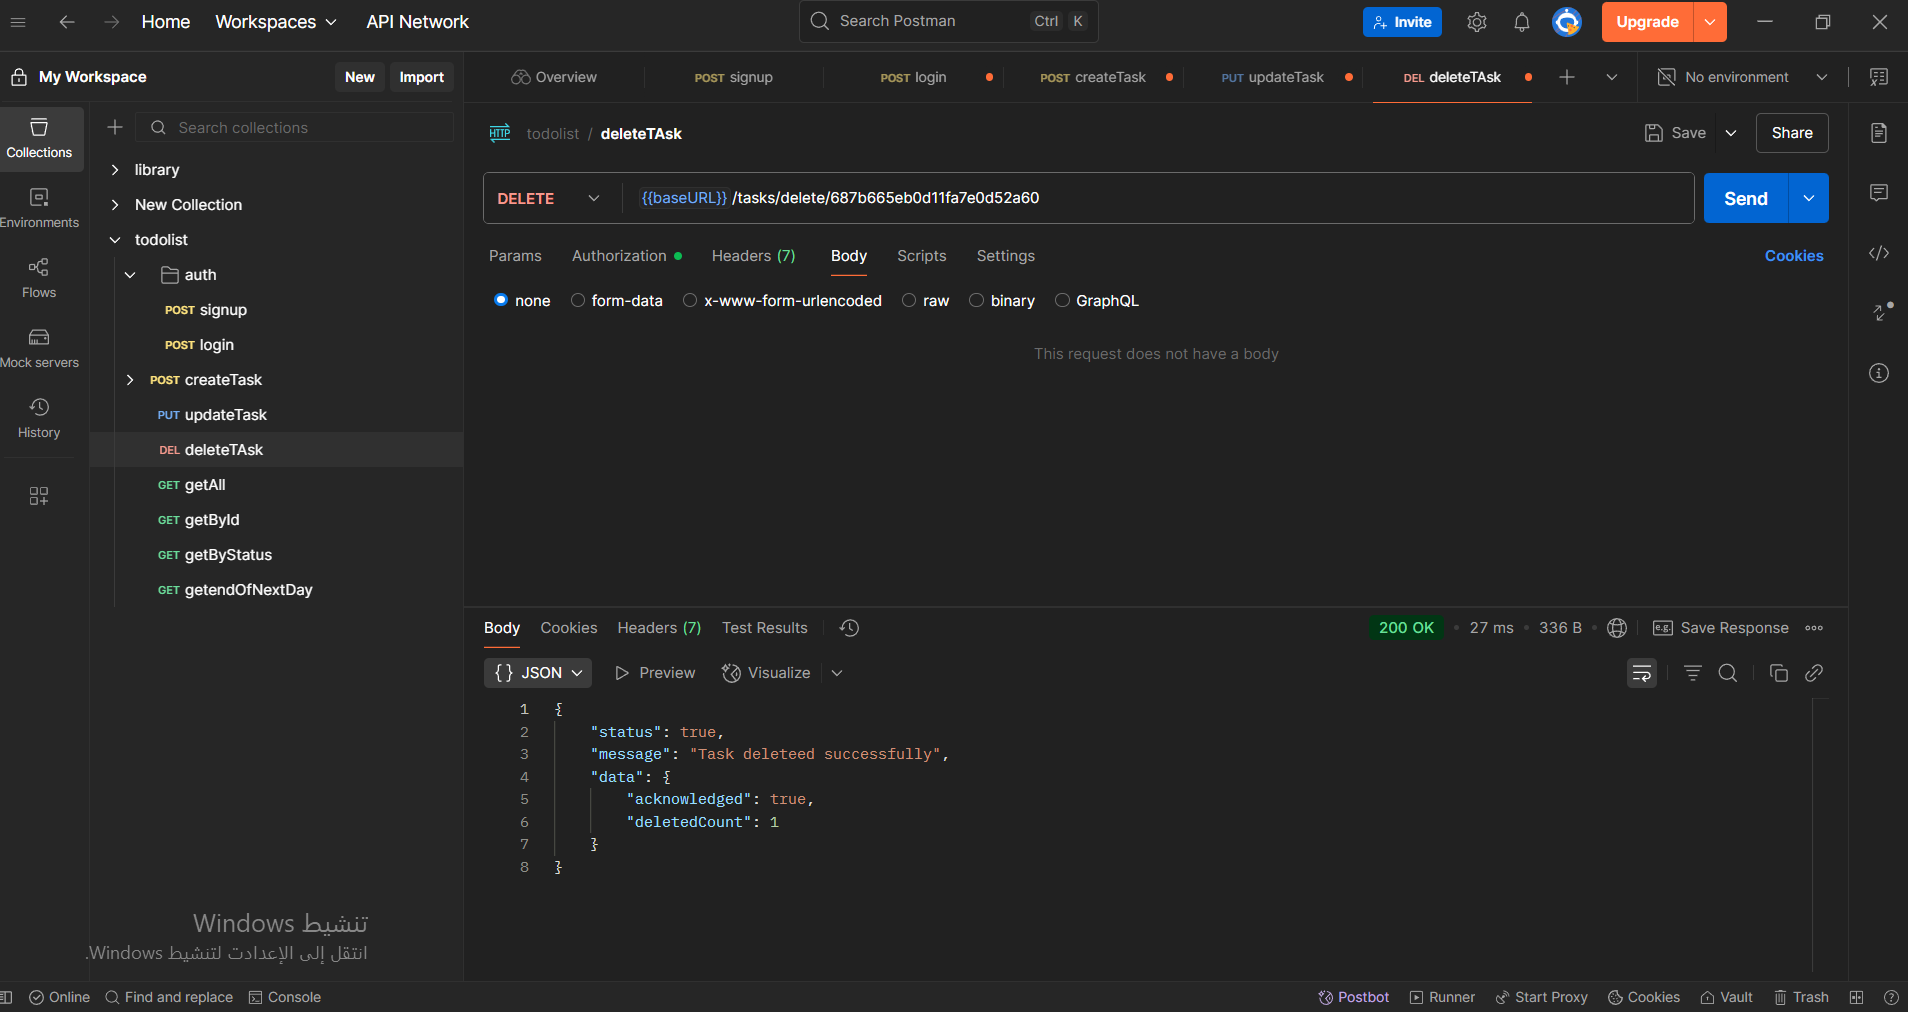 Home Workspaces API Network Search Postman Ctrl K Invite Upgrade
My Workspace New Import Overview POST signup POST login POST createTask PUT updateTask DEL deleteTAsk No environment
Collections
Environments
Flows
Mock servers
History
Search collections
library
New Collection
todolist
auth
POST signup
POST login
POST createTask
PUT updateTask
DEL deleteTAsk
GET getAll
GET getById
GET getByStatus
GET getendOfNextDay
HTTP todolist / deleteTAsk Save Share
DELETE {{baseURL}} /tasks/delete/687b665eb0d11fa7e0d52a60 Send
Params Authorization Headers (7) Body Scripts Settings Cookies
none form-data x-www-form-urlencoded raw binary GraphQL
This request does not have a body
Body Cookies Headers (7) Test Results 200 OK 27 ms 336 B e.g. Save Response
{} JSON Preview Visualize
1 {
2 "status": true,
3 "message": "Task deleteed successfully",
4 "data": {
5 "acknowledged": true,
6 "deletedCount": 1
7 }
8 }
تنشيط Windows
انتقل إلى الإعدادت لتنشيط Windows.
Online Find and replace Console Postbot Runner Start Proxy Cookies Vault Trash